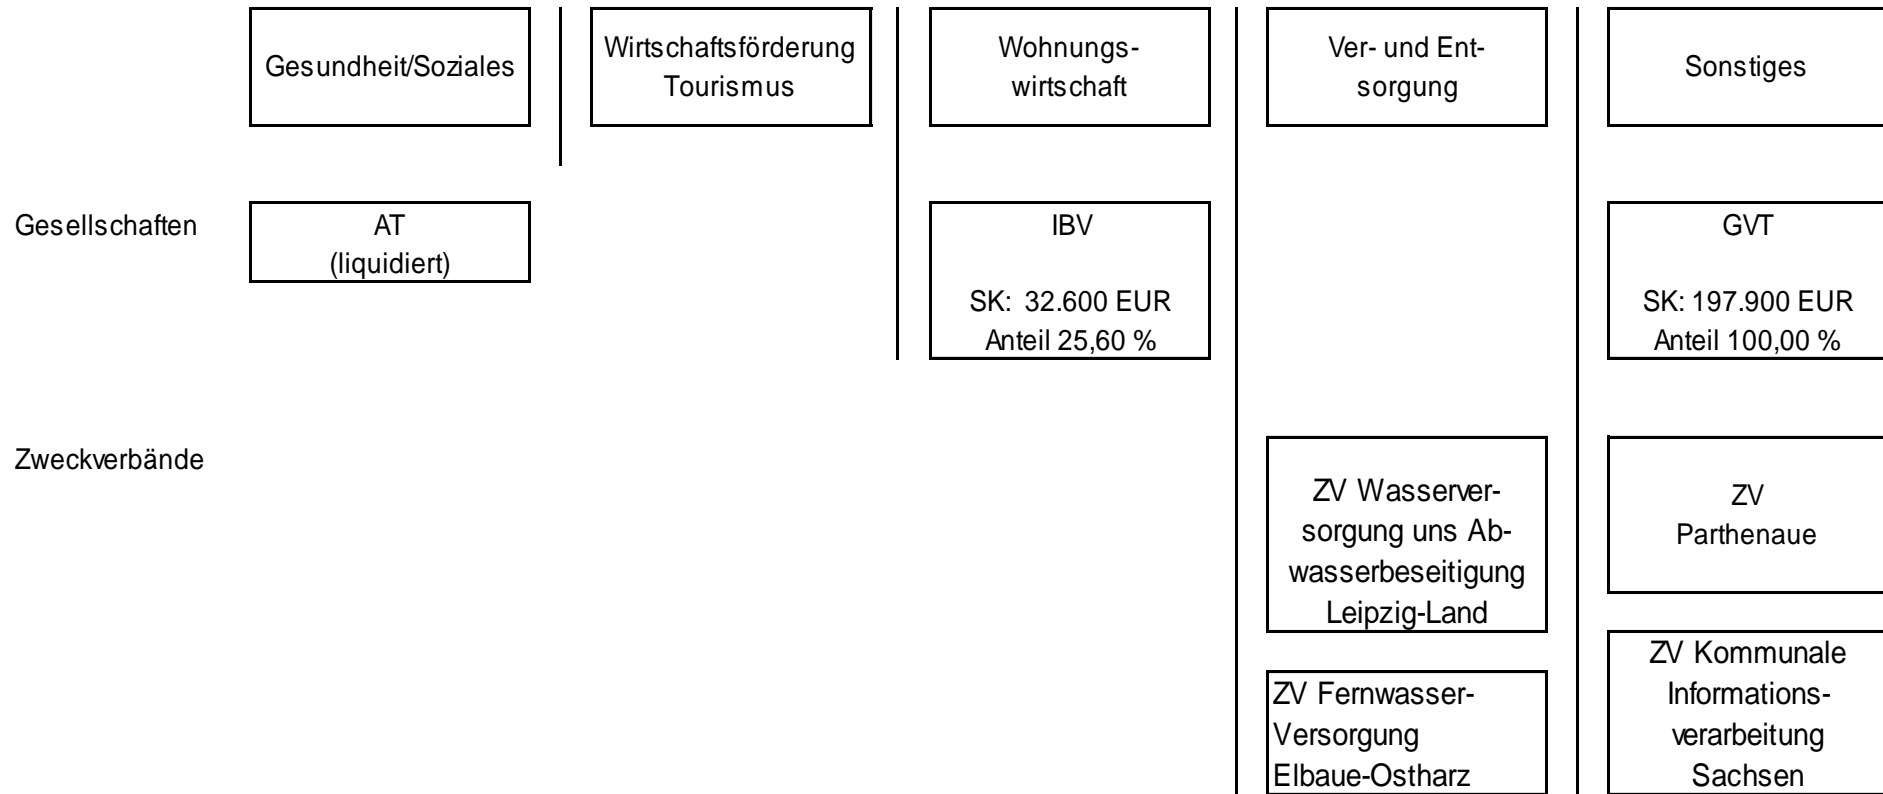 Gesundheit/Soziales
Wirtschaftsförderung
Tourismus
Wohnungs-
wirtschaft
Ver- und Ent-
sorgung
Sonstiges
Gesellschaften
AT
(liquidiert)
IBV
SK: 32.600 EUR
Anteil 25,60 %
GVT
SK: 197.900 EUR
Anteil 100,00 %
Zweckverbände
ZV Wasserver-
sorgung uns Ab-
wasserbeseitigung
Leipzig-Land
ZV
Parthenaue
ZV Fernwasser-
Versorgung
Elbaue-Ostharz
ZV Kommunale
Informations-
verarbeitung
Sachsen